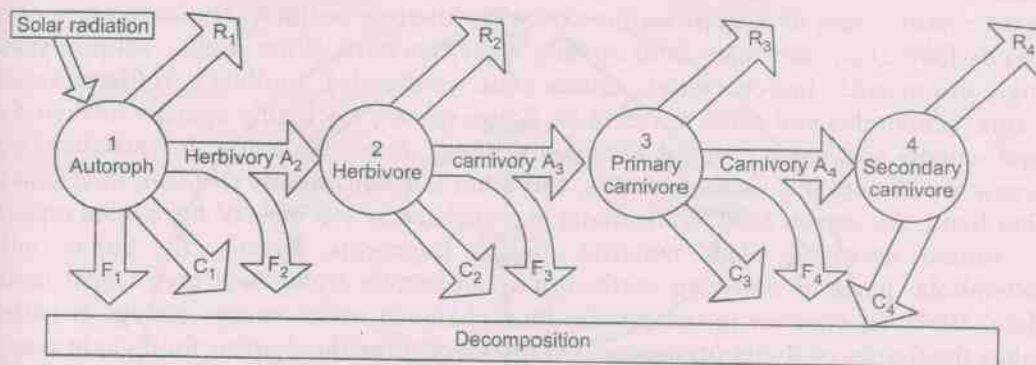 Solar radiation
R1
R2
R3
R4
1
Autoroph
Herbivory A2
2
Herbivore
carnivory A3
3
Primary
carnivore
Carnivory A4
4
Secondary
carnivore
F1
C1
F2
C2
F3
C3
F4
C4
Decomposition